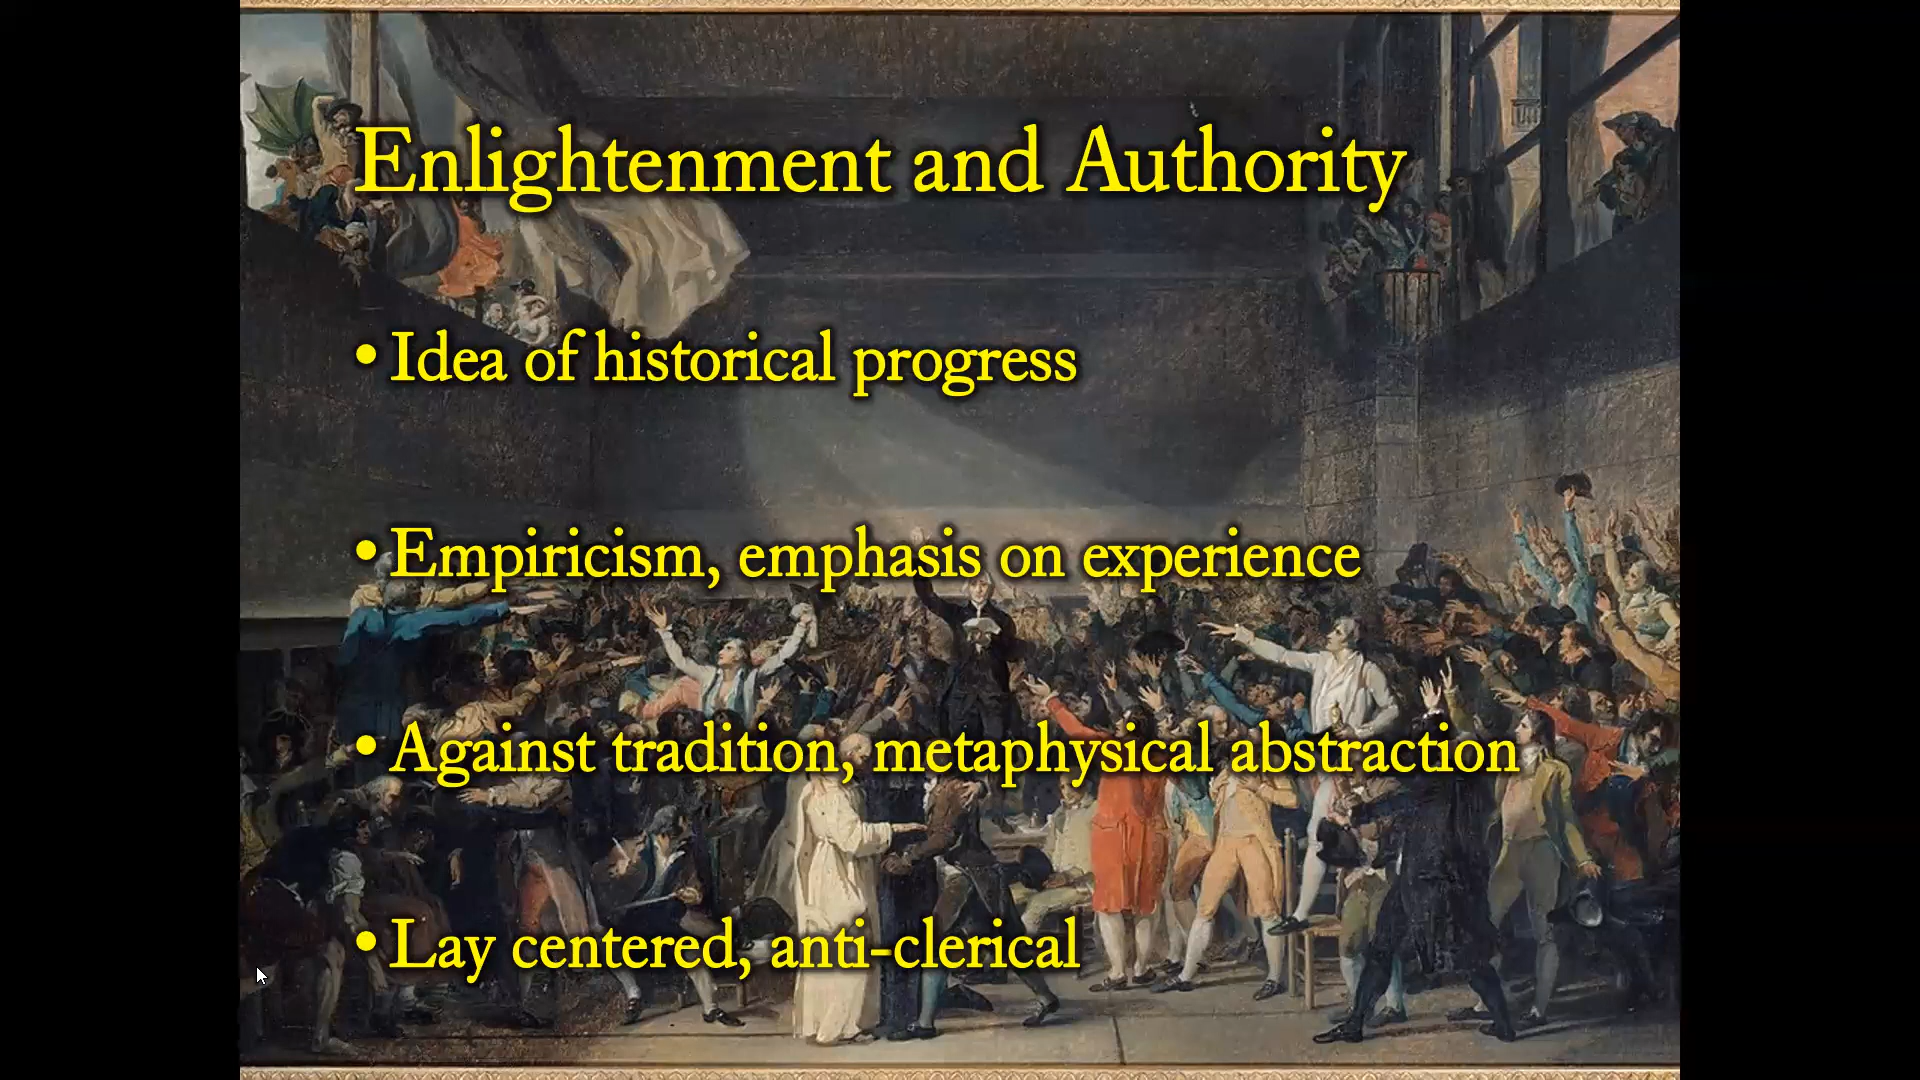 Enlightenment and Authority
• Idea of historical progress
• Empiricism, emphasis on experience
• Against tradition, metaphysical abstraction
• Lay centered, anti-clerical